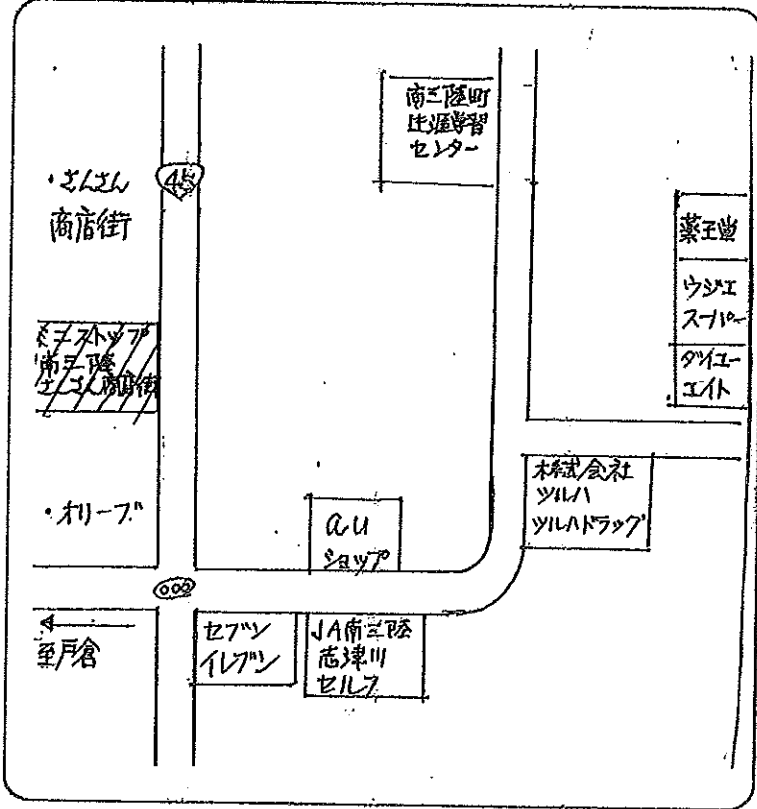 南三陸町
生涯学習
センター
・さんさん
商店街
45
薬王堂
ウジエ
スーパー
ダイユー
エイト
ミニストップ
南三陸
さんさん商店街
・オリーブ
auショップ
株式会社
ツルハ
ツルハドラッグ
至戸倉
セブン
イレブン
JA南三陸
志津川
セルフ